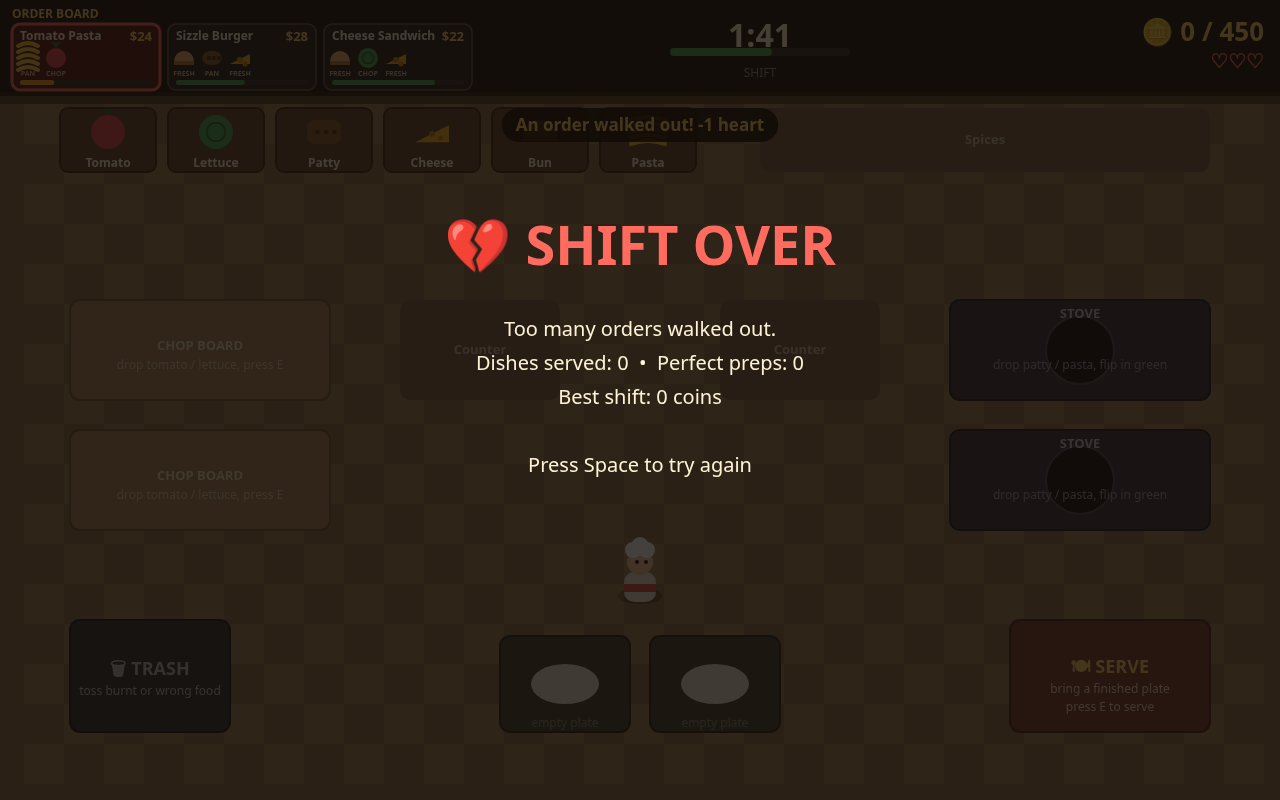 ORDER BOARD
Tomato Pasta $24
PAN CHOP
Sizzle Burger $28
FRESH PAN FRESH
Cheese Sandwich $22
FRESH CHOP FRESH
1:41
SHIFT
0 / 450
An order walked out! -1 heart
Tomato
Lettuce
Patty
Cheese
Bun
Pasta
Spices
💔 SHIFT OVER
Too many orders walked out.
Dishes served: 0 • Perfect preps: 0
Best shift: 0 coins
Press Space to try again
CHOP BOARD
drop tomato / lettuce, press E
Counter
Counter
STOVE
drop patty / pasta, flip in green
CHOP BOARD
drop tomato / lettuce, press E
STOVE
drop patty / pasta, flip in green
TRASH
toss burnt or wrong food
empty plate
empty plate
SERVE
bring a finished plate
press E to serve